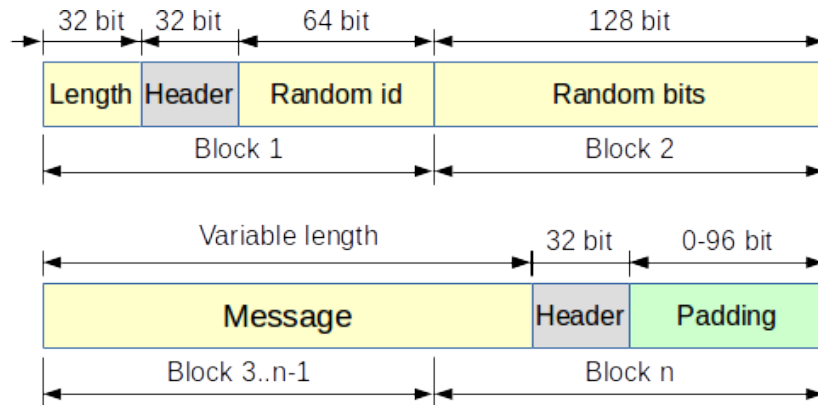 32 bit 32 bit 64 bit 128 bit
Length Header Random id Random bits
Block 1 Block 2
Variable length 32 bit 0-96 bit
Message Header Padding
Block 3..n-1 Block n